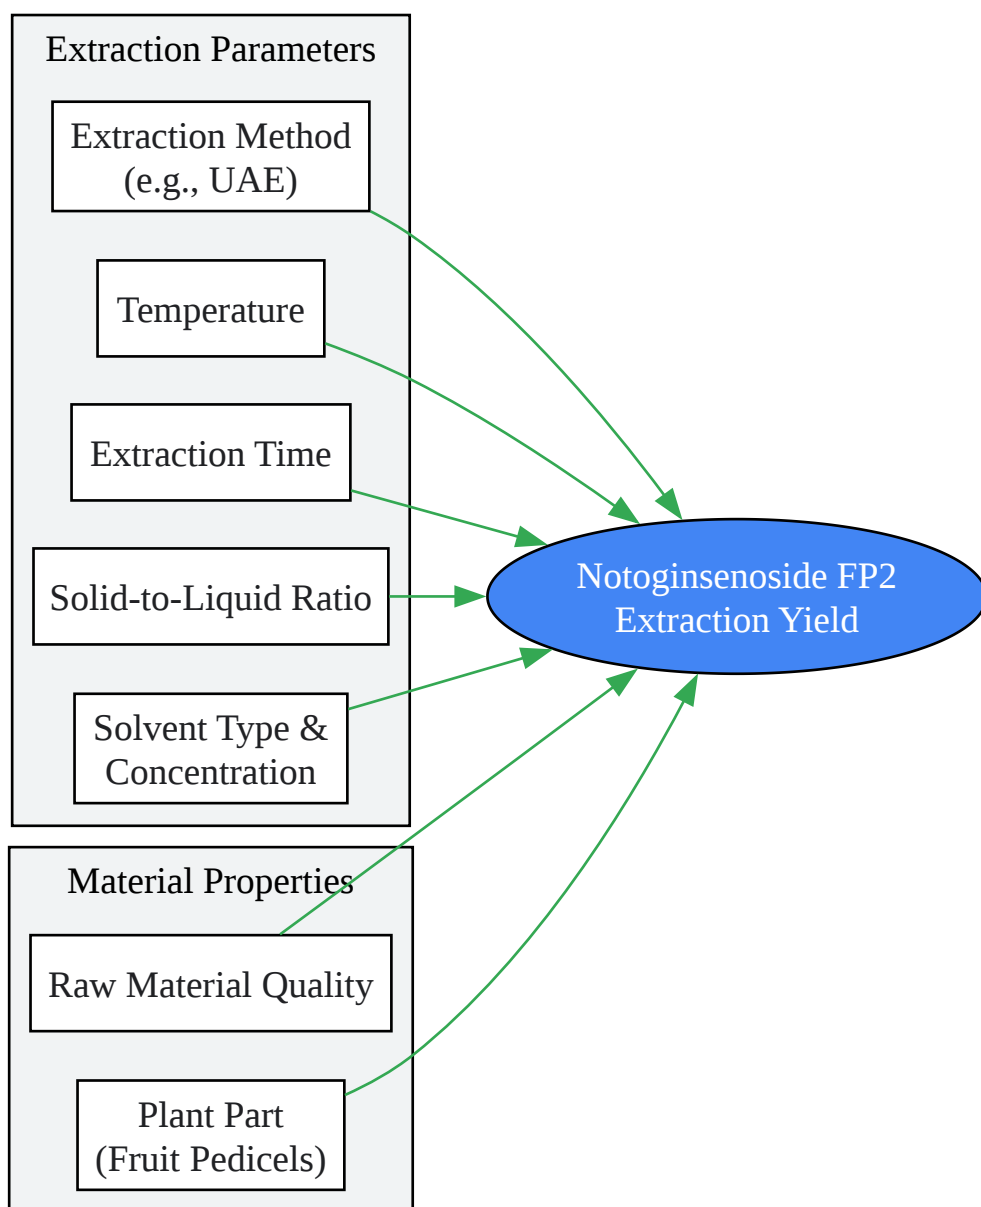 Extraction Parameters
Extraction Method
(e.g., UAE)
Temperature
Extraction Time
Solid-to-Liquid Ratio
Solvent Type &
Concentration
Notoginsenoside FP2
Extraction Yield
Material Properties
Raw Material Quality
Plant Part
(Fruit Pedicels)